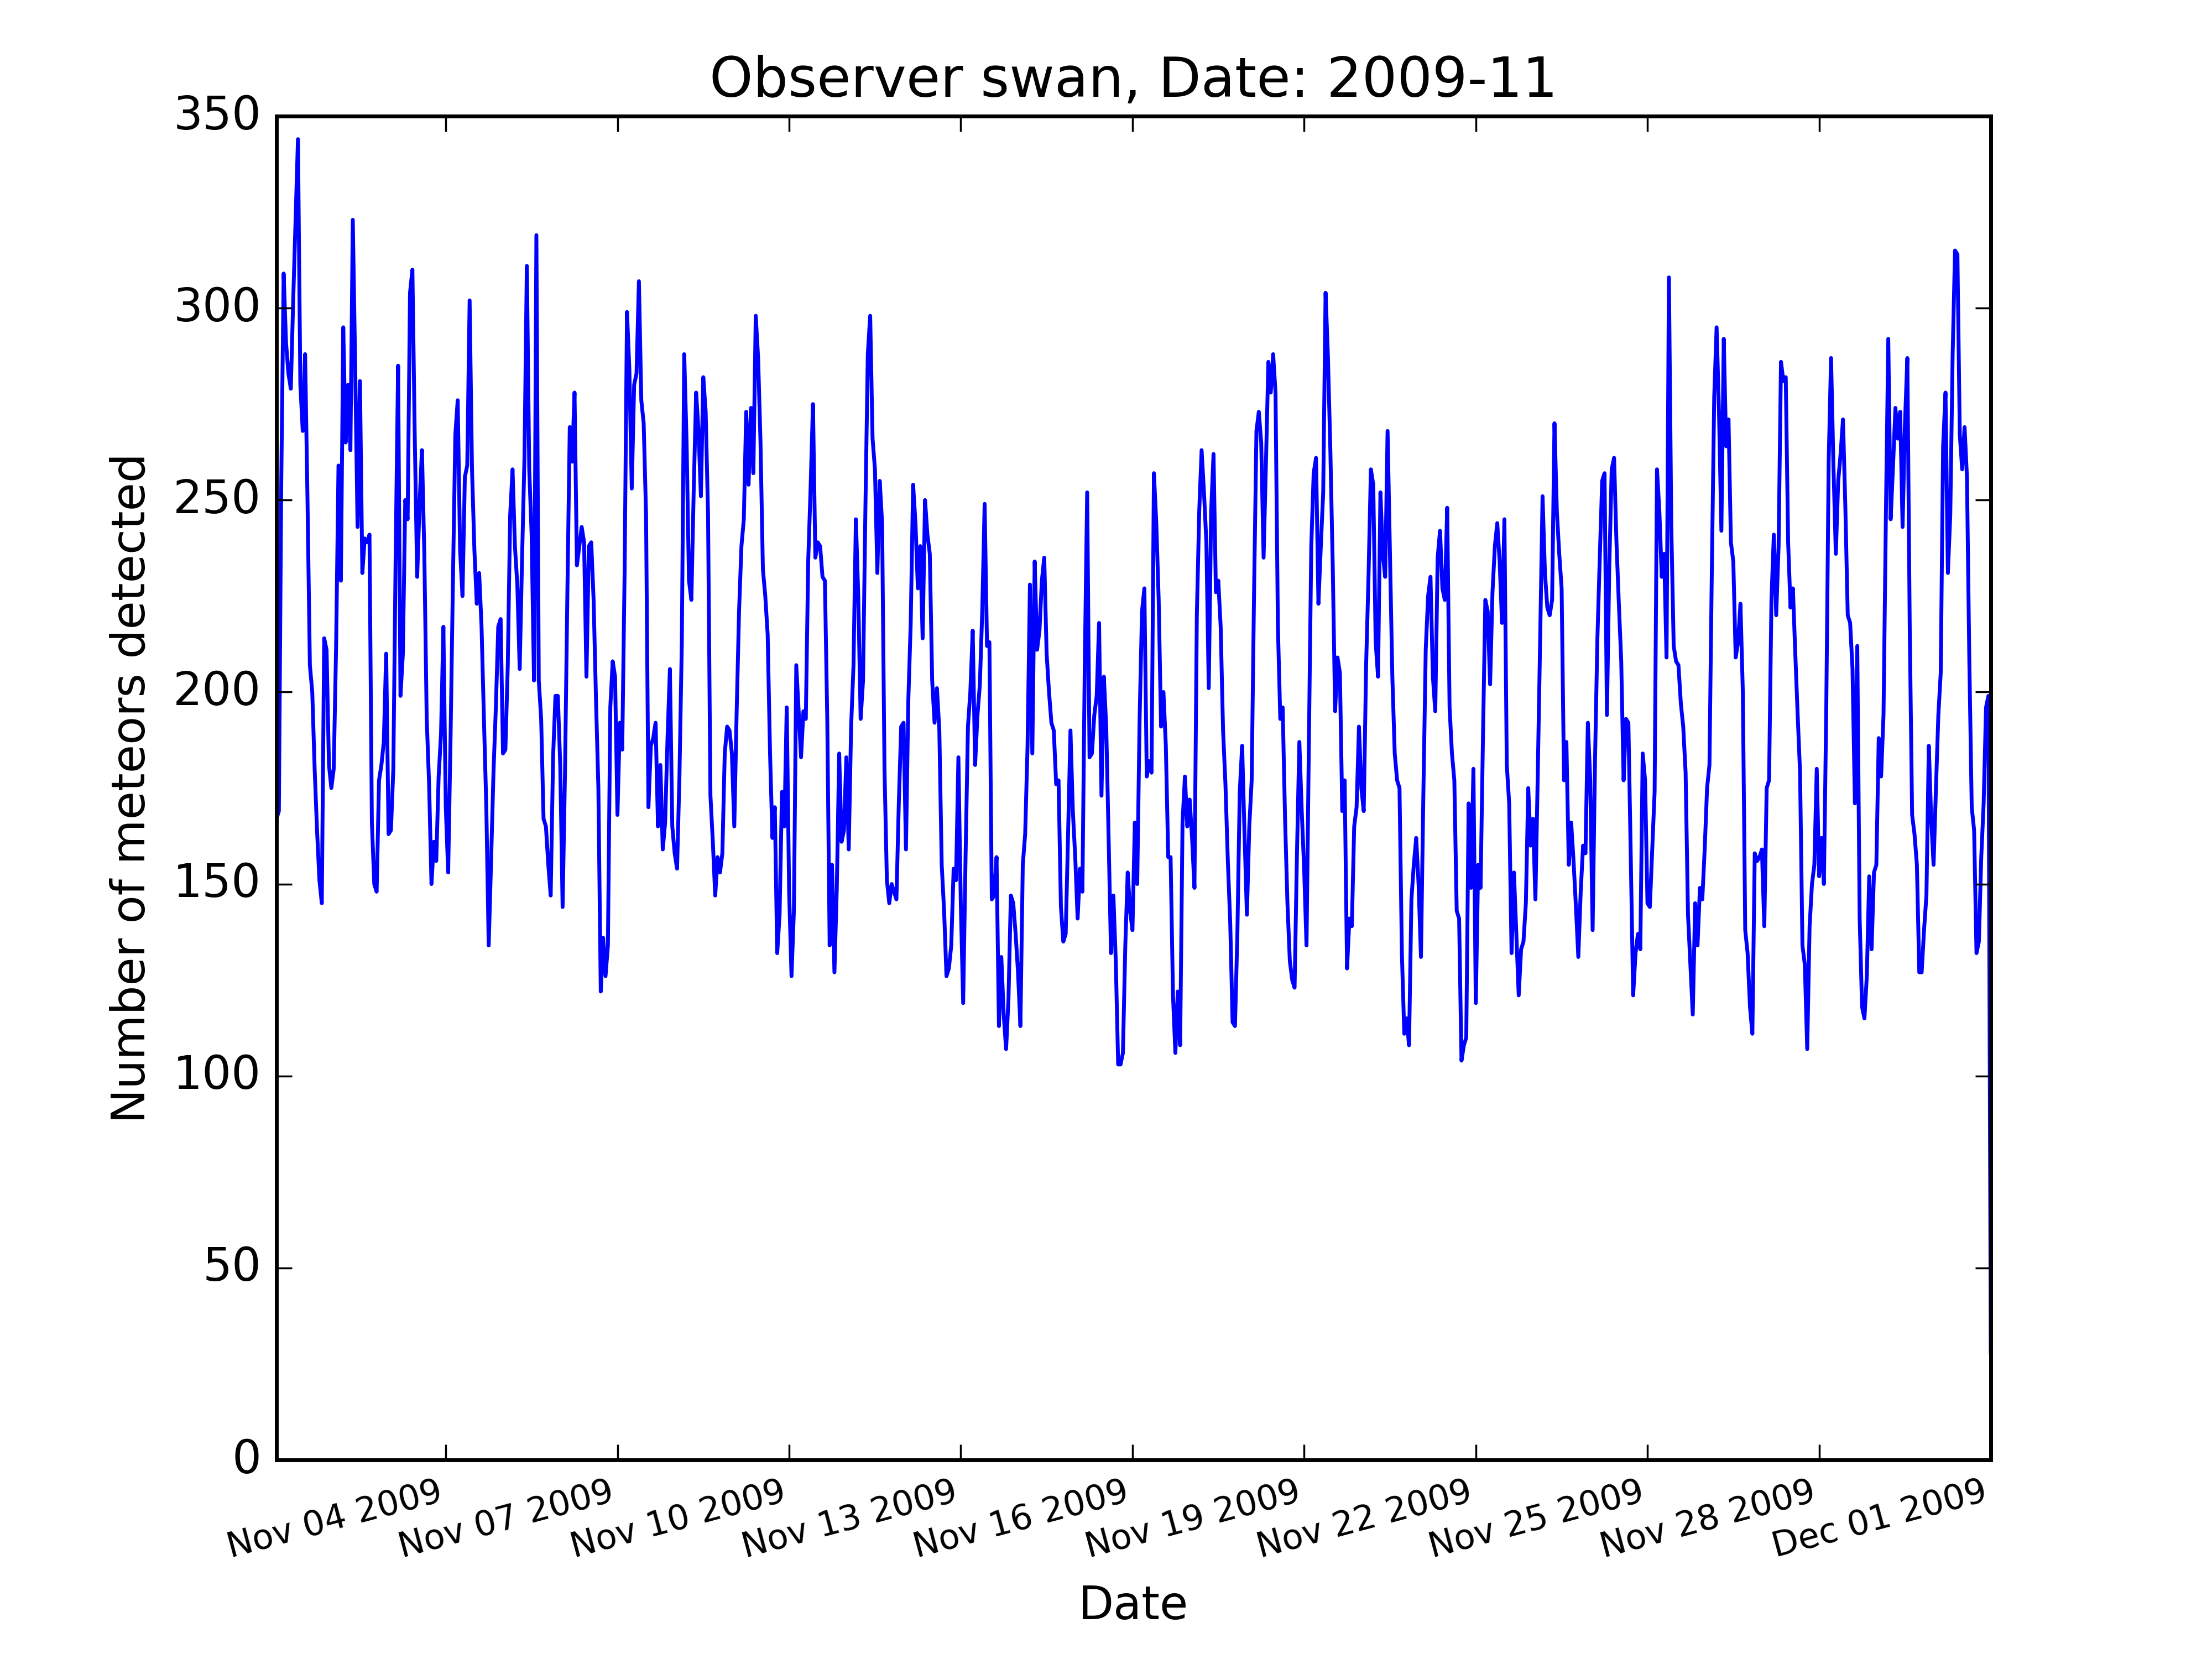 Observer swan, Date: 2009-11
350
300
250
200
150
100
50
0
Number of meteors detected
Nov 04 2009
Nov 07 2009
Nov 10 2009
Nov 13 2009
Nov 16 2009
Nov 19 2009
Nov 22 2009
Nov 25 2009
Nov 28 2009
Dec 01 2009
Date